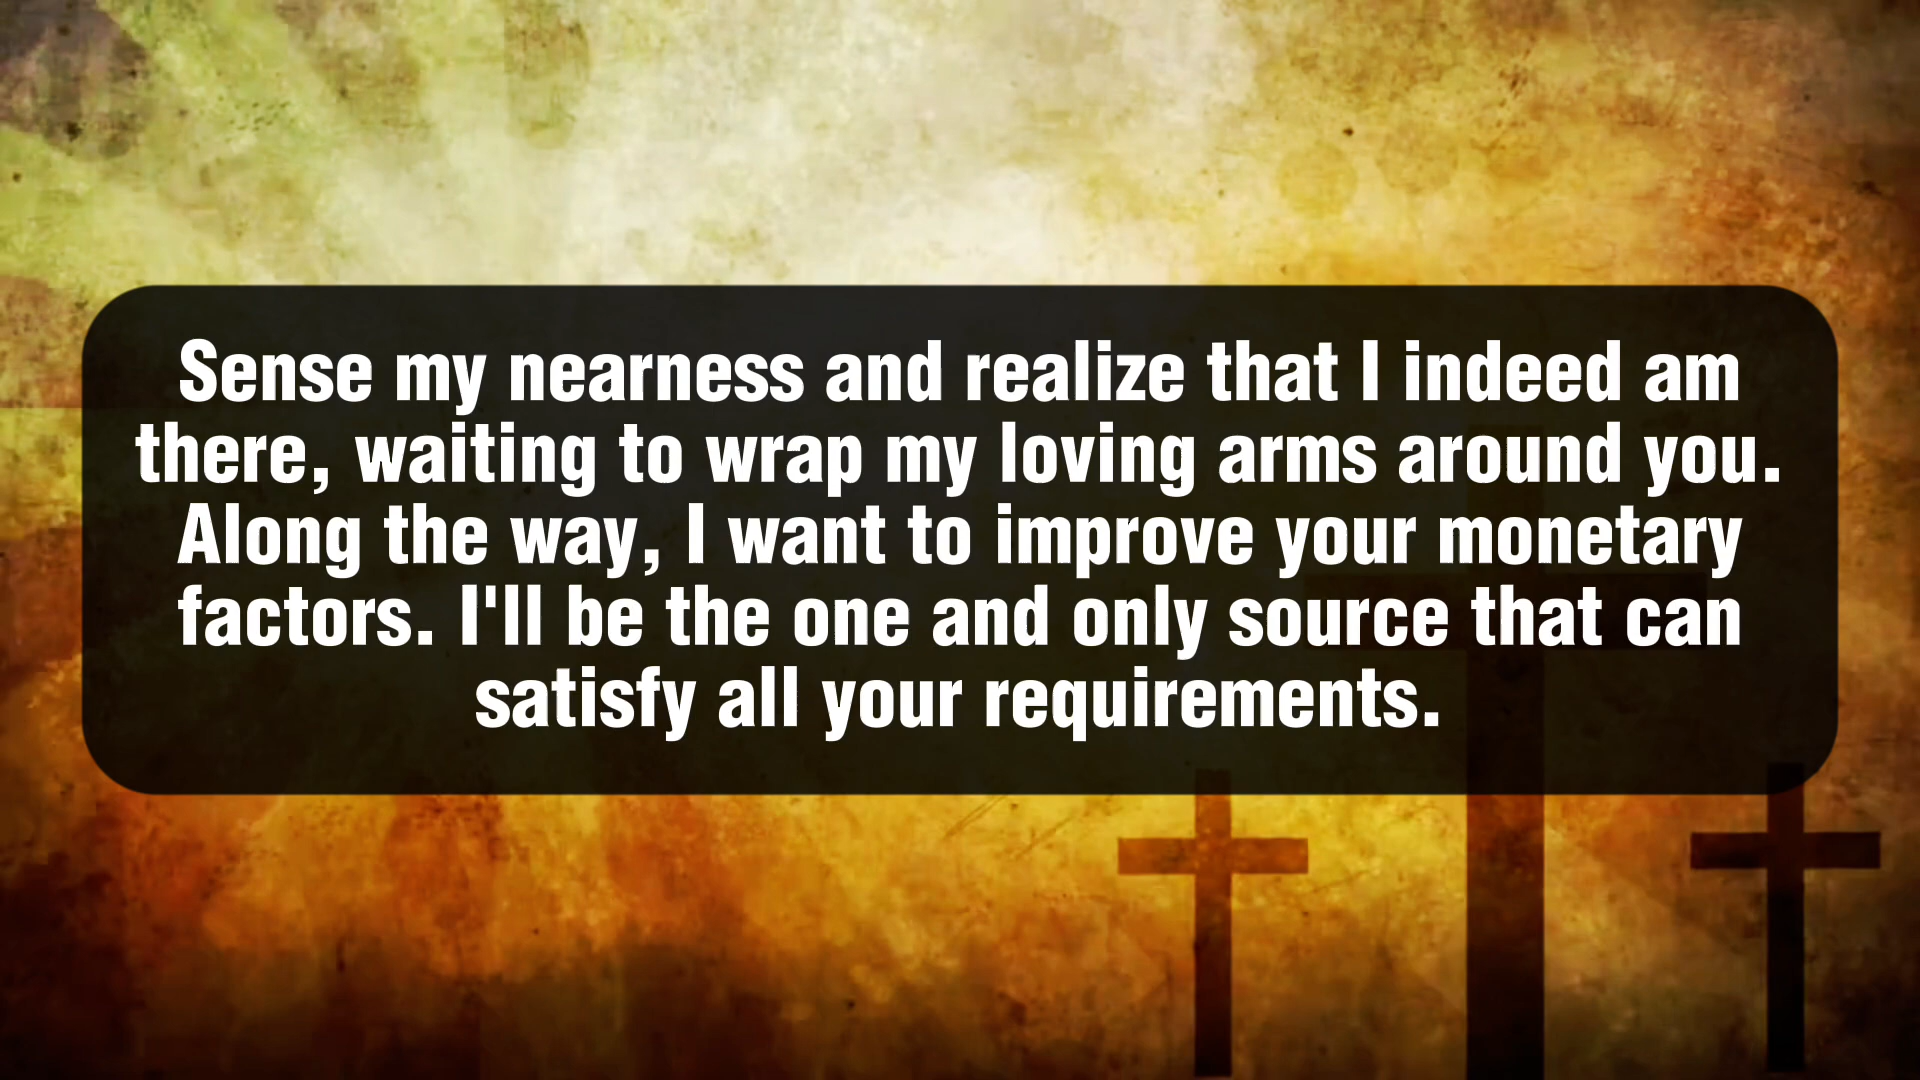 Sense my nearness and realize that I indeed am
there, waiting to wrap my loving arms around you.
Along the way, I want to improve your monetary
factors. I'll be the one and only source that can
satisfy all your requirements.